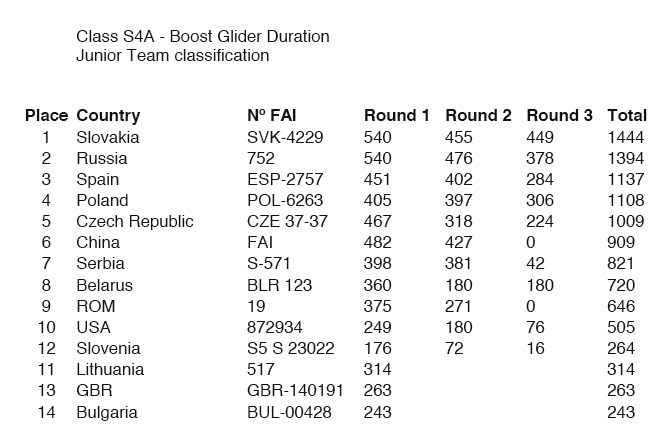 Class S4A - Boost Glider Duration
Junior Team classification
Place Country Nº FAI Round 1 Round 2 Round 3 Total
1 Slovakia SVK-4229 540 455 449 1444
2 Russia 752 540 476 378 1394
3 Spain ESP-2757 451 402 284 1137
4 Poland POL-6263 405 397 306 1108
5 Czech Republic CZE 37-37 467 318 224 1009
6 China FAI 482 427 0 909
7 Serbia S-571 398 381 42 821
8 Belarus BLR 123 360 180 180 720
9 ROM 19 375 271 0 646
10 USA 872934 249 180 76 505
12 Slovenia S5 S 23022 176 72 16 264
11 Lithuania 517 314 314
13 GBR GBR-140191 263 263
14 Bulgaria BUL-00428 243 243